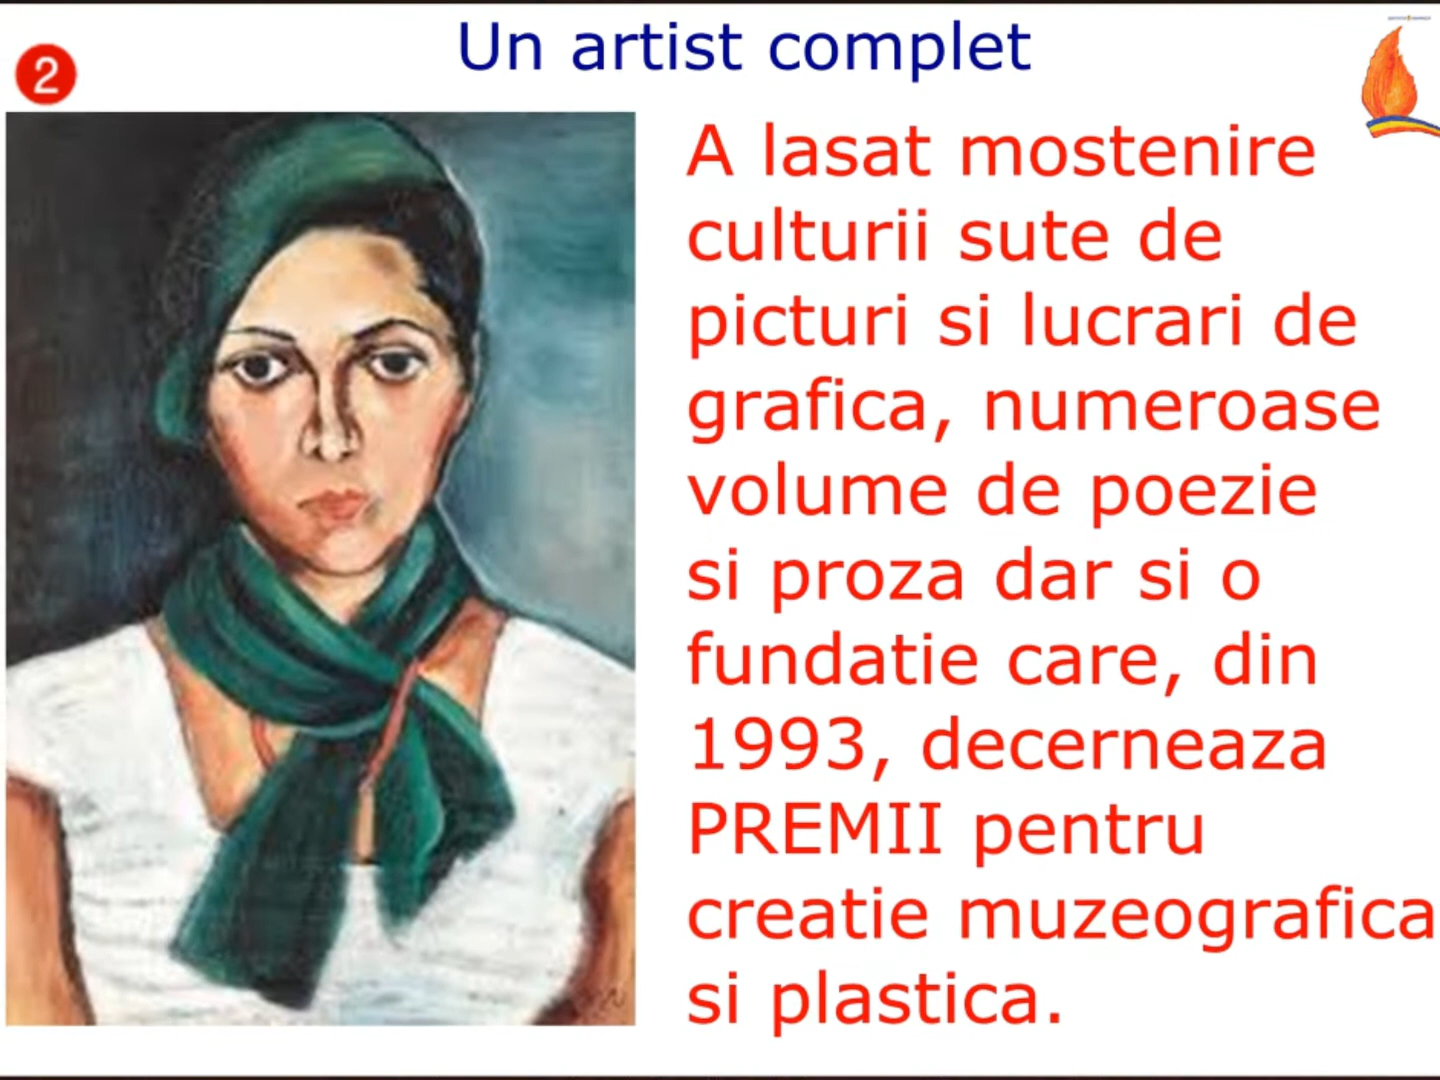 Un artist complet
2
A lasat mostenire
culturii sute de
picturi si lucrari de
grafica, numeroase
volume de poezie
si proza dar si o
fundatie care, din
1993, decerneaza
PREMII pentru
creatie muzeografica
si plastica.